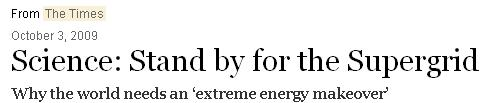 From The Times
October 3, 2009
Science: Stand by for the Supergrid
Why the world needs an ‘extreme energy makeover’